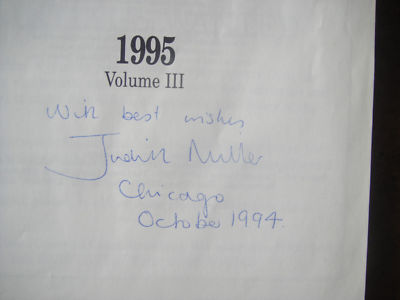 1995
Volume III
With best wishes
Judith Miller
Chicago
October 1994.